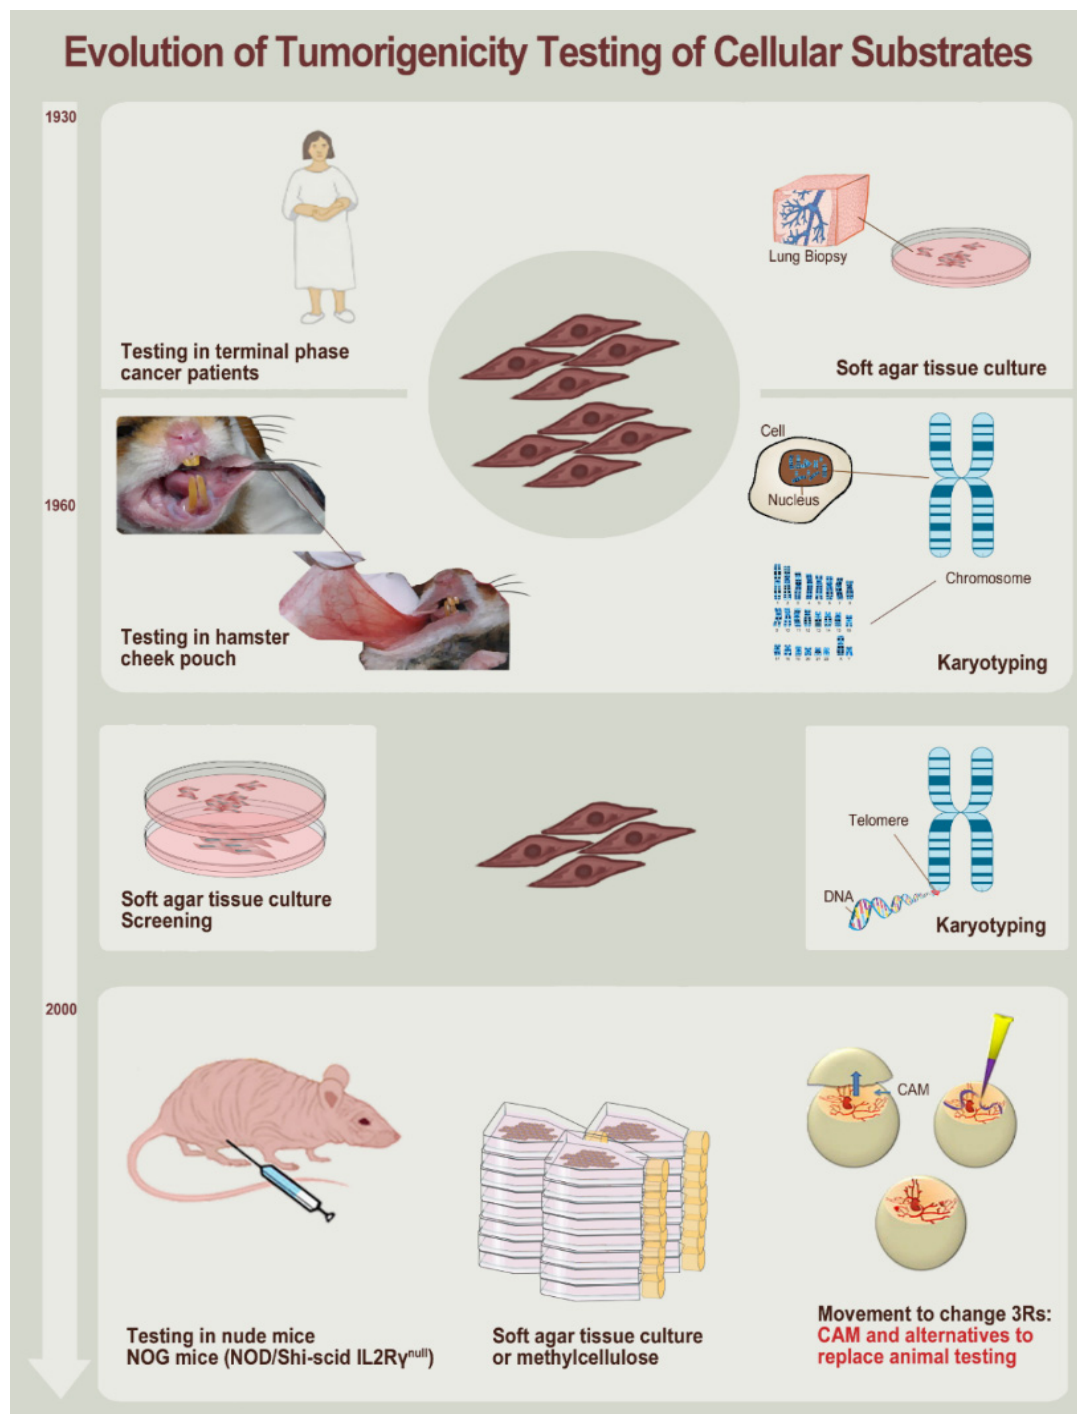 Evolution of Tumorigenicity Testing of Cellular Substrates
1930
Lung Biopsy
Testing in terminal phase
cancer patients
Soft agar tissue culture
1960
Cell
Nucleus
Chromosome
Testing in hamster
cheek pouch
Karyotyping
Soft agar tissue culture
Screening
Telomere
DNA
Karyotyping
2000
CAM
Testing in nude mice
NOG mice (NOD/Shi-scid IL2Rγnull)
Soft agar tissue culture
or methylcellulose
Movement to change 3Rs:
CAM and alternatives to
replace animal testing